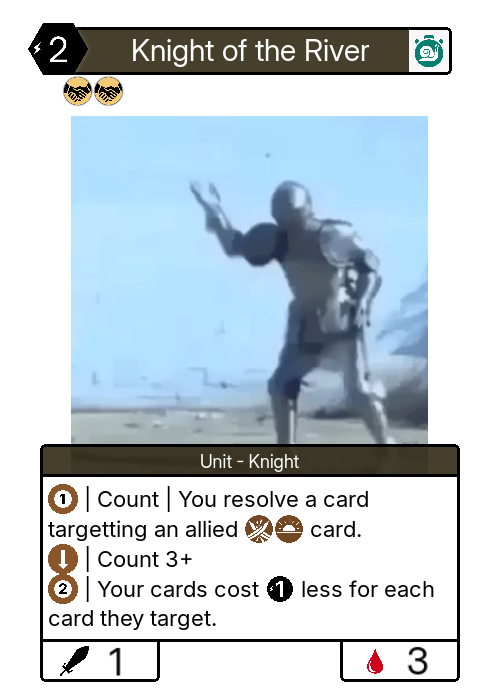 2 Knight of the River
Unit - Knight
1 | Count | You resolve a card
targetting an allied card.
| Count 3+
2 | Your cards cost 1 less for each
card they target.
1 3